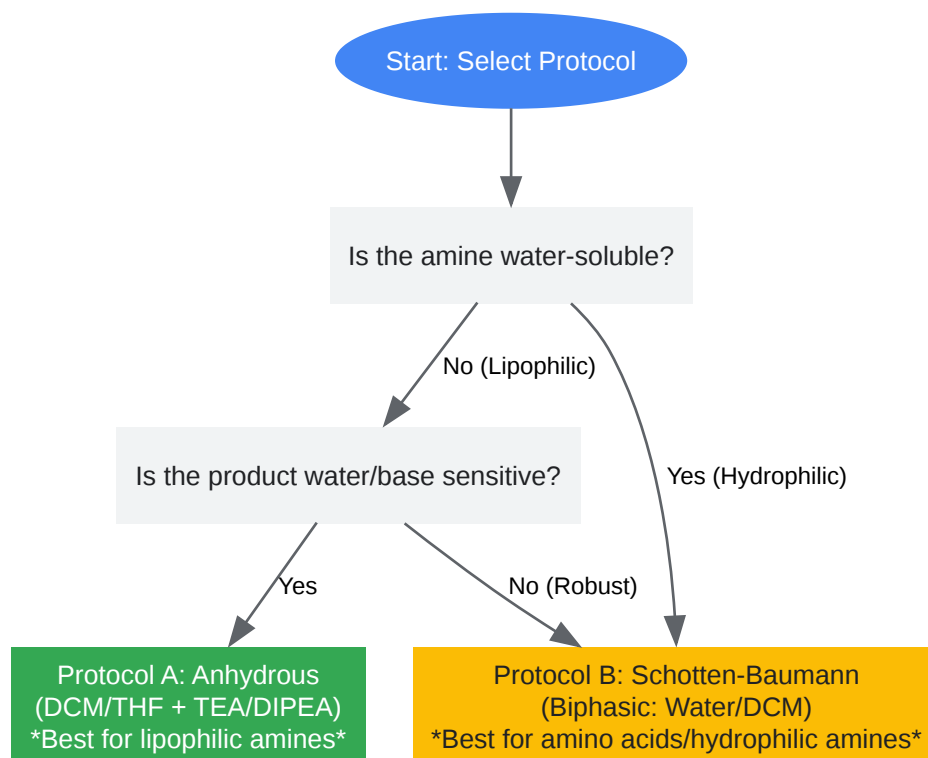 Start: Select Protocol
Is the amine water-soluble?
No (Lipophilic)
Is the product water/base sensitive?
Yes (Hydrophilic)
Yes
No (Robust)
Protocol A: Anhydrous
(DCM/THF + TEA/DIPEA)
*Best for lipophilic amines*
Protocol B: Schotten-Baumann
(Biphasic: Water/DCM)
*Best for amino acids/hydrophilic amines*